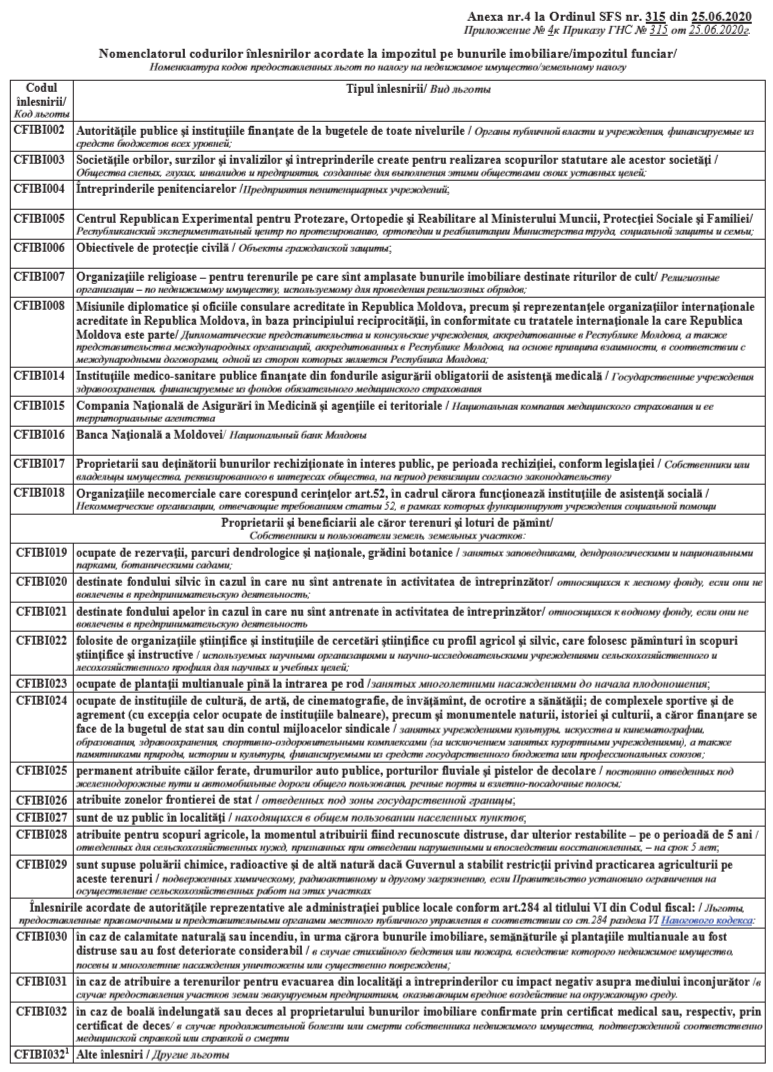 Anexa nr.4 la Ordinul SFS nr. 315 din 25.06.2020
Приложение № 4к Приказу ГНС № 315 от 25.06.2020г.
Nomenclatorul codurilor înlesnirilor acordate la impozitul pe bunurile imobiliare/impozitul funciar/
Номенклатура кодов предоставленных льгот по налогу на недвижимое имущество/земельному налогу
Codul înlesnirii/ Код льготы
Tipul înlesnirii/ Вид льготы
CFIBI002 Autoritățile publice și instituțiile finanțate de la bugetele de toate nivelurile / Органы публичной власти и учреждения, финансируемые из
средств бюджетов всех уровней;
CFIBI003 Societățile orbilor, surzilor și invalizilor și întreprinderile create pentru realizarea scopurilor statutare ale acestor societăți /
Общества слепых, глухих, инвалидов и предприятия, созданные для выполнения этими обществами своих уставных целей;
CFIBI004 Întreprinderile penitenciarelor /Предприятия пенитенциарных учреждений;
CFIBI005 Centrul Republican Experimental pentru Protezare, Ortopedie și Reabilitare al Ministerului Muncii, Protecției Sociale și Familiei/
Республиканский экспериментальный центр по протезированию, ортопедии и реабилитации Министерства труда, социальной защиты и семьи;
CFIBI006 Obiectivele de protecție civilă / Объекты гражданской защиты;
CFIBI007 Organizațiile religioase – pentru terenurile pe care sînt amplasate bunurile imobiliare destinate riturilor de cult/ Религиозные
организации – по недвижимому имуществу, используемому для проведения религиозных обрядов;
CFIBI008 Misiunile diplomatice și oficiile consulare acreditate în Republica Moldova, precum și reprezentanțele organizațiilor internaționale
acreditate în Republica Moldova, în baza principiului reciprocității, în conformitate cu tratatele internaționale la care Republica
Moldova este parte/ Дипломатические представительства и консульские учреждения, аккредитованные в Республике Молдова, а также
представительства международных организаций, аккредитованных в Республике Молдова, на основе принципа взаимности, в соответствии с
международными договорами, одной из сторон которых является Республика Молдова;
CFIBI014 Instituțiile medico-sanitare publice finanțate din fondurile asigurării obligatorii de asistență medicală / Государственные учреждения
здравоохранения, финансируемые из фондов обязательного медицинского страхования
CFIBI015 Compania Națională de Asigurări în Medicină și agențiile ei teritoriale / Национальная компания медицинского страхования и ее
территориальные агентства
CFIBI016 Banca Națională a Moldovei/ Национальный банк Молдовы
CFIBI017 Proprietarii sau deținătorii bunurilor rechiziționate în interes public, pe perioada rechiziției, conform legislației / Собственники или
владельцы имущества, реквизированного в интересах общества, на период реквизиции согласно законодательству
CFIBI018 Organizațiile necomerciale care corespund cerințelor art.52, în cadrul cărora funcționează instituțiile de asistență socială /
Некоммерческие организации, отвечающие требованиям статьи 52, в рамках которых функционируют учреждения социальной помощи
Proprietarii și beneficiarii ale căror terenuri și loturi de pămînt/
Собственники и пользователи земель, земельных участков:
CFIBI019 ocupate de rezervații, parcuri dendrologice și naționale, grădini botanice / занятых заповедниками, дендрологическими и национальными
парками, ботаническими садами;
CFIBI020 destinate fondului silvic în cazul în care nu sînt antrenate în activitatea de întreprinzător/ относящихся к лесному фонду, если они не
вовлечены в предпринимательскую деятельность;
CFIBI021 destinate fondului apelor în cazul în care nu sînt antrenate în activitatea de întreprinzător/ относящихся к водному фонду, если они не
вовлечены в предпринимательскую деятельность
CFIBI022 folosite de organizațiile științifice și instituțiile de cercetări științifice cu profil agricol și silvic, care folosesc pămînturi în scopuri
științifice și instructive / используемых научными организациями и научно-исследовательскими учреждениями сельскохозяйственного и
лесохозяйственного профиля для научных и учебных целей;
CFIBI023 ocupate de plantații multianuale pînă la intrarea pe rod /занятых многолетними насаждениями до начала плодоношения;
CFIBI024 ocupate de instituțiile de cultură, de artă, de cinematografie, de învățămînt, de ocrotire a sănătății; de complexele sportive și de
agrement (cu excepția celor ocupate de instituțiile balneare), precum și monumentele naturii, istoriei și culturii, a căror finanțare se
face de la bugetul de stat sau din contul mijloacelor sindicale / занятых учреждениями культуры, искусства и кинематографии,
образования, здравоохранения, спортивно-оздоровительными комплексами (за исключением занятых курортными учреждениями), а также
памятниками природы, истории и культуры, финансируемыми из средств государственного бюджета или профессиональных союзов;
CFIBI025 permanent atribuite căilor ferate, drumurilor auto publice, porturilor fluviale și pistelor de decolare / постоянно отведенных под
железнодорожные пути и автомобильные дороги общего пользования, речные порты и взлетно-посадочные полосы;
CFIBI026 atribuite zonelor frontierei de stat / отведенных под зоны государственной границы;
CFIBI027 sunt de uz public în localități / находящихся в общем пользовании населенных пунктов;
CFIBI028 atribuite pentru scopuri agricole, la momentul atribuirii fiind recunoscute distruse, dar ulterior restabilite – pe o perioadă de 5 ani /
отведенных для сельскохозяйственных нужд, признанных при отведении нарушенными и впоследствии восстановленных, – на срок 5 лет;
CFIBI029 sunt supuse poluării chimice, radioactive și de altă natură dacă Guvernul a stabilit restricții privind practicarea agriculturii pe
aceste terenuri / подверженных химическому, радиоактивному и другому загрязнению, если Правительство установило ограничения на
осуществление сельскохозяйственных работ на этих участках
Înlesnirile acordate de autoritățile reprezentative ale administrației publice locale conform art.284 al titlului VI din Codul fiscal: / Льготы,
предоставленные правомочными и представительными органами местного публичного управления в соответствии со ст.284 раздела VI Налогового кодекса:
CFIBI030 în caz de calamitate naturală sau incendiu, în urma cărora bunurile imobiliare, semănăturile și plantațiile multianuale au fost
distruse sau au fost deteriorate considerabil / в случае стихийного бедствия или пожара, вследствие которого недвижимое имущество,
посевы и многолетние насаждения уничтожены или существенно повреждены;
CFIBI031 în caz de atribuire a terenurilor pentru evacuarea din localități a întreprinderilor cu impact negativ asupra mediului înconjurător /в
случае предоставления участков земли эвакуируемым предприятиям, оказывающим вредное воздействие на окружающую среду.
CFIBI032 în caz de boală îndelungată sau deces al proprietarului bunurilor imobiliare confirmate prin certificat medical sau, respectiv, prin
certificat de deces/ в случае продолжительной болезни или смерти собственника недвижимого имущества, подтвержденной соответственно
медицинской справкой или справкой о смерти
CFIBI032¹ Alte înlesniri / Другие льготы